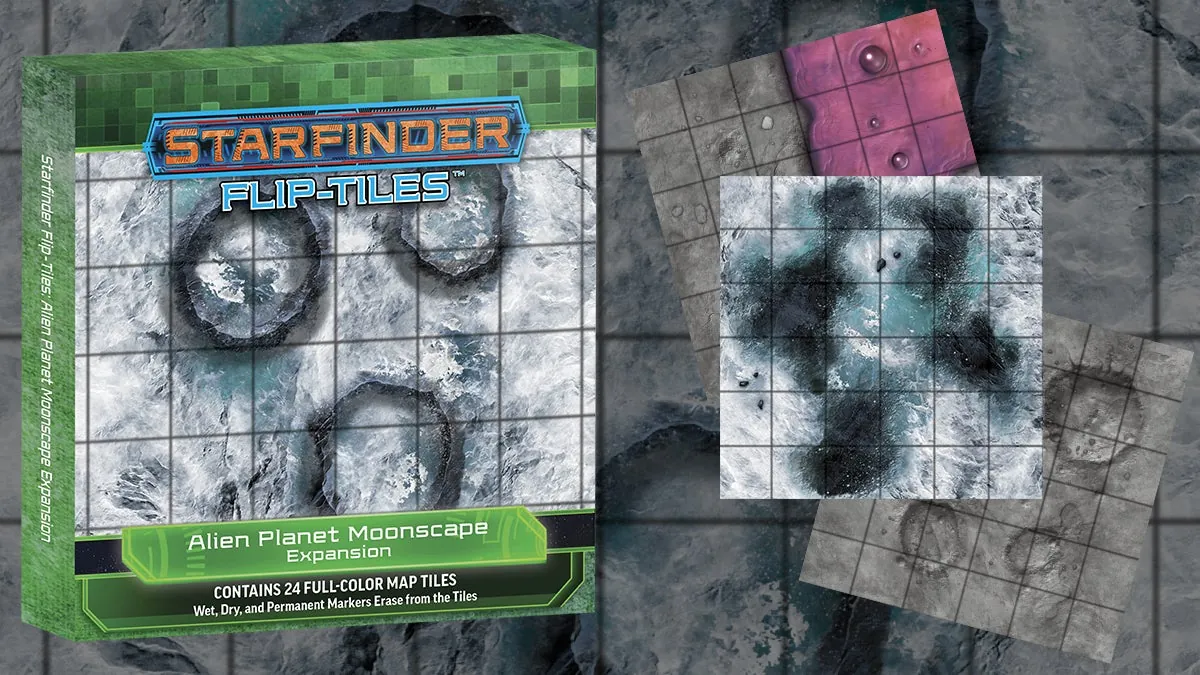 STARFINDER
FLIP-TILES™
Starfinder Flip-Tiles: Alien Planet Moonscape Expansion
Alien Planet Moonscape
Expansion
CONTAINS 24 FULL-COLOR MAP TILES
Wet, Dry, and Permanent Markers Erase from the Tiles